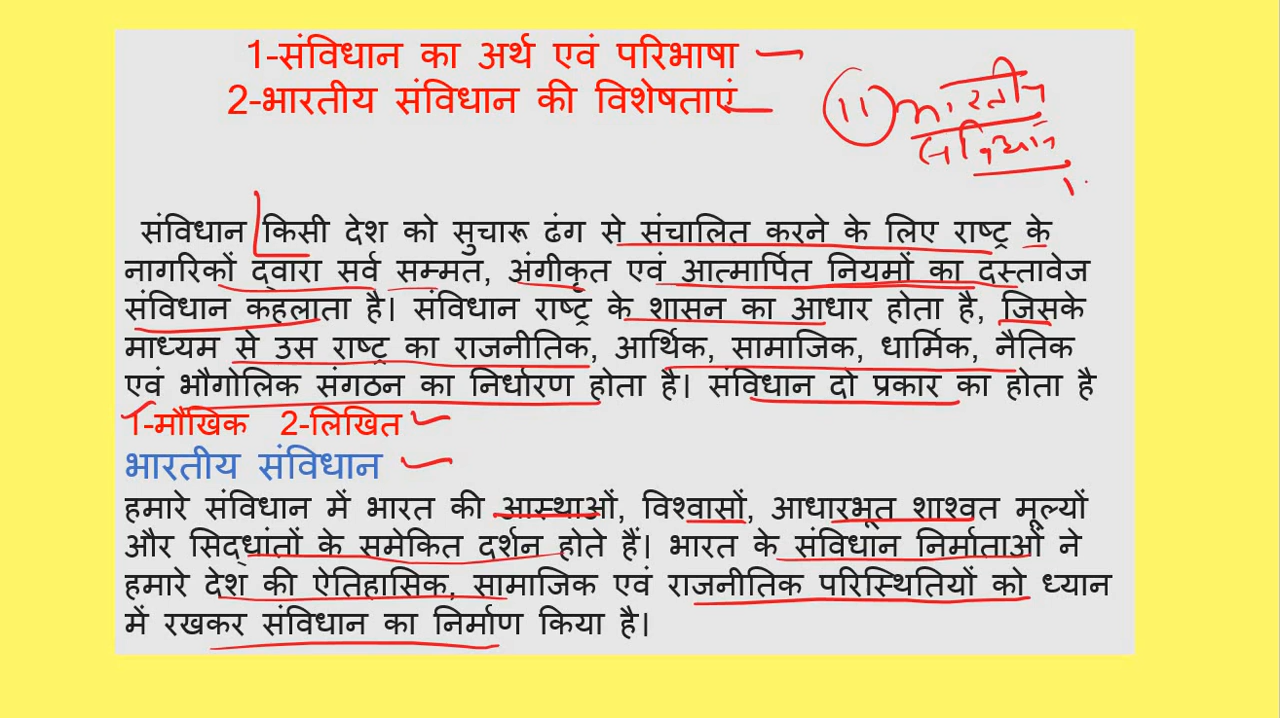 1-संविधान का अर्थ एवं परिभाषा
2-भारतीय संविधान की विशेषताएं
11 भारतीय
संविधान
संविधान किसी देश को सुचारू ढंग से संचालित करने के लिए राष्ट्र के
नागरिकों द्वारा सर्व सम्मत, अंगीकृत एवं आत्मार्पित नियमों का दस्तावेज
संविधान कहलाता है। संविधान राष्ट्र के शासन का आधार होता है, जिसके
माध्यम से उस राष्ट्र का राजनीतिक, आर्थिक, सामाजिक, धार्मिक, नैतिक
एवं भौगोलिक संगठन का निर्धारण होता है। संविधान दो प्रकार का होता है
1-मौखिक 2-लिखित
भारतीय संविधान
हमारे संविधान में भारत की आस्थाओं, विश्वासों, आधारभूत शाश्वत मूल्यों
और सिद्धांतों के समेकित दर्शन होते हैं। भारत के संविधान निर्माताओं ने
हमारे देश की ऐतिहासिक, सामाजिक एवं राजनीतिक परिस्थितियों को ध्यान
में रखकर संविधान का निर्माण किया है।